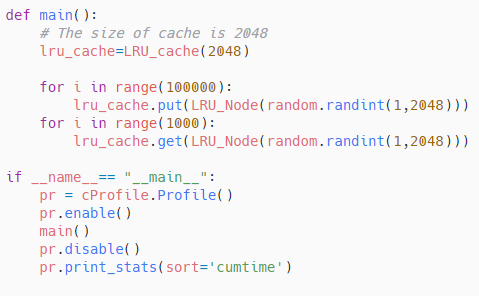 def main():
    # The size of cache is 2048
    lru_cache=LRU_cache(2048)

    for i in range(100000):
        lru_cache.put(LRU_Node(random.randint(1,2048)))
    for i in range(1000):
        lru_cache.get(LRU_Node(random.randint(1,2048)))

if __name__== "__main__":
    pr = cProfile.Profile()
    pr.enable()
    main()
    pr.disable()
    pr.print_stats(sort='cumtime')